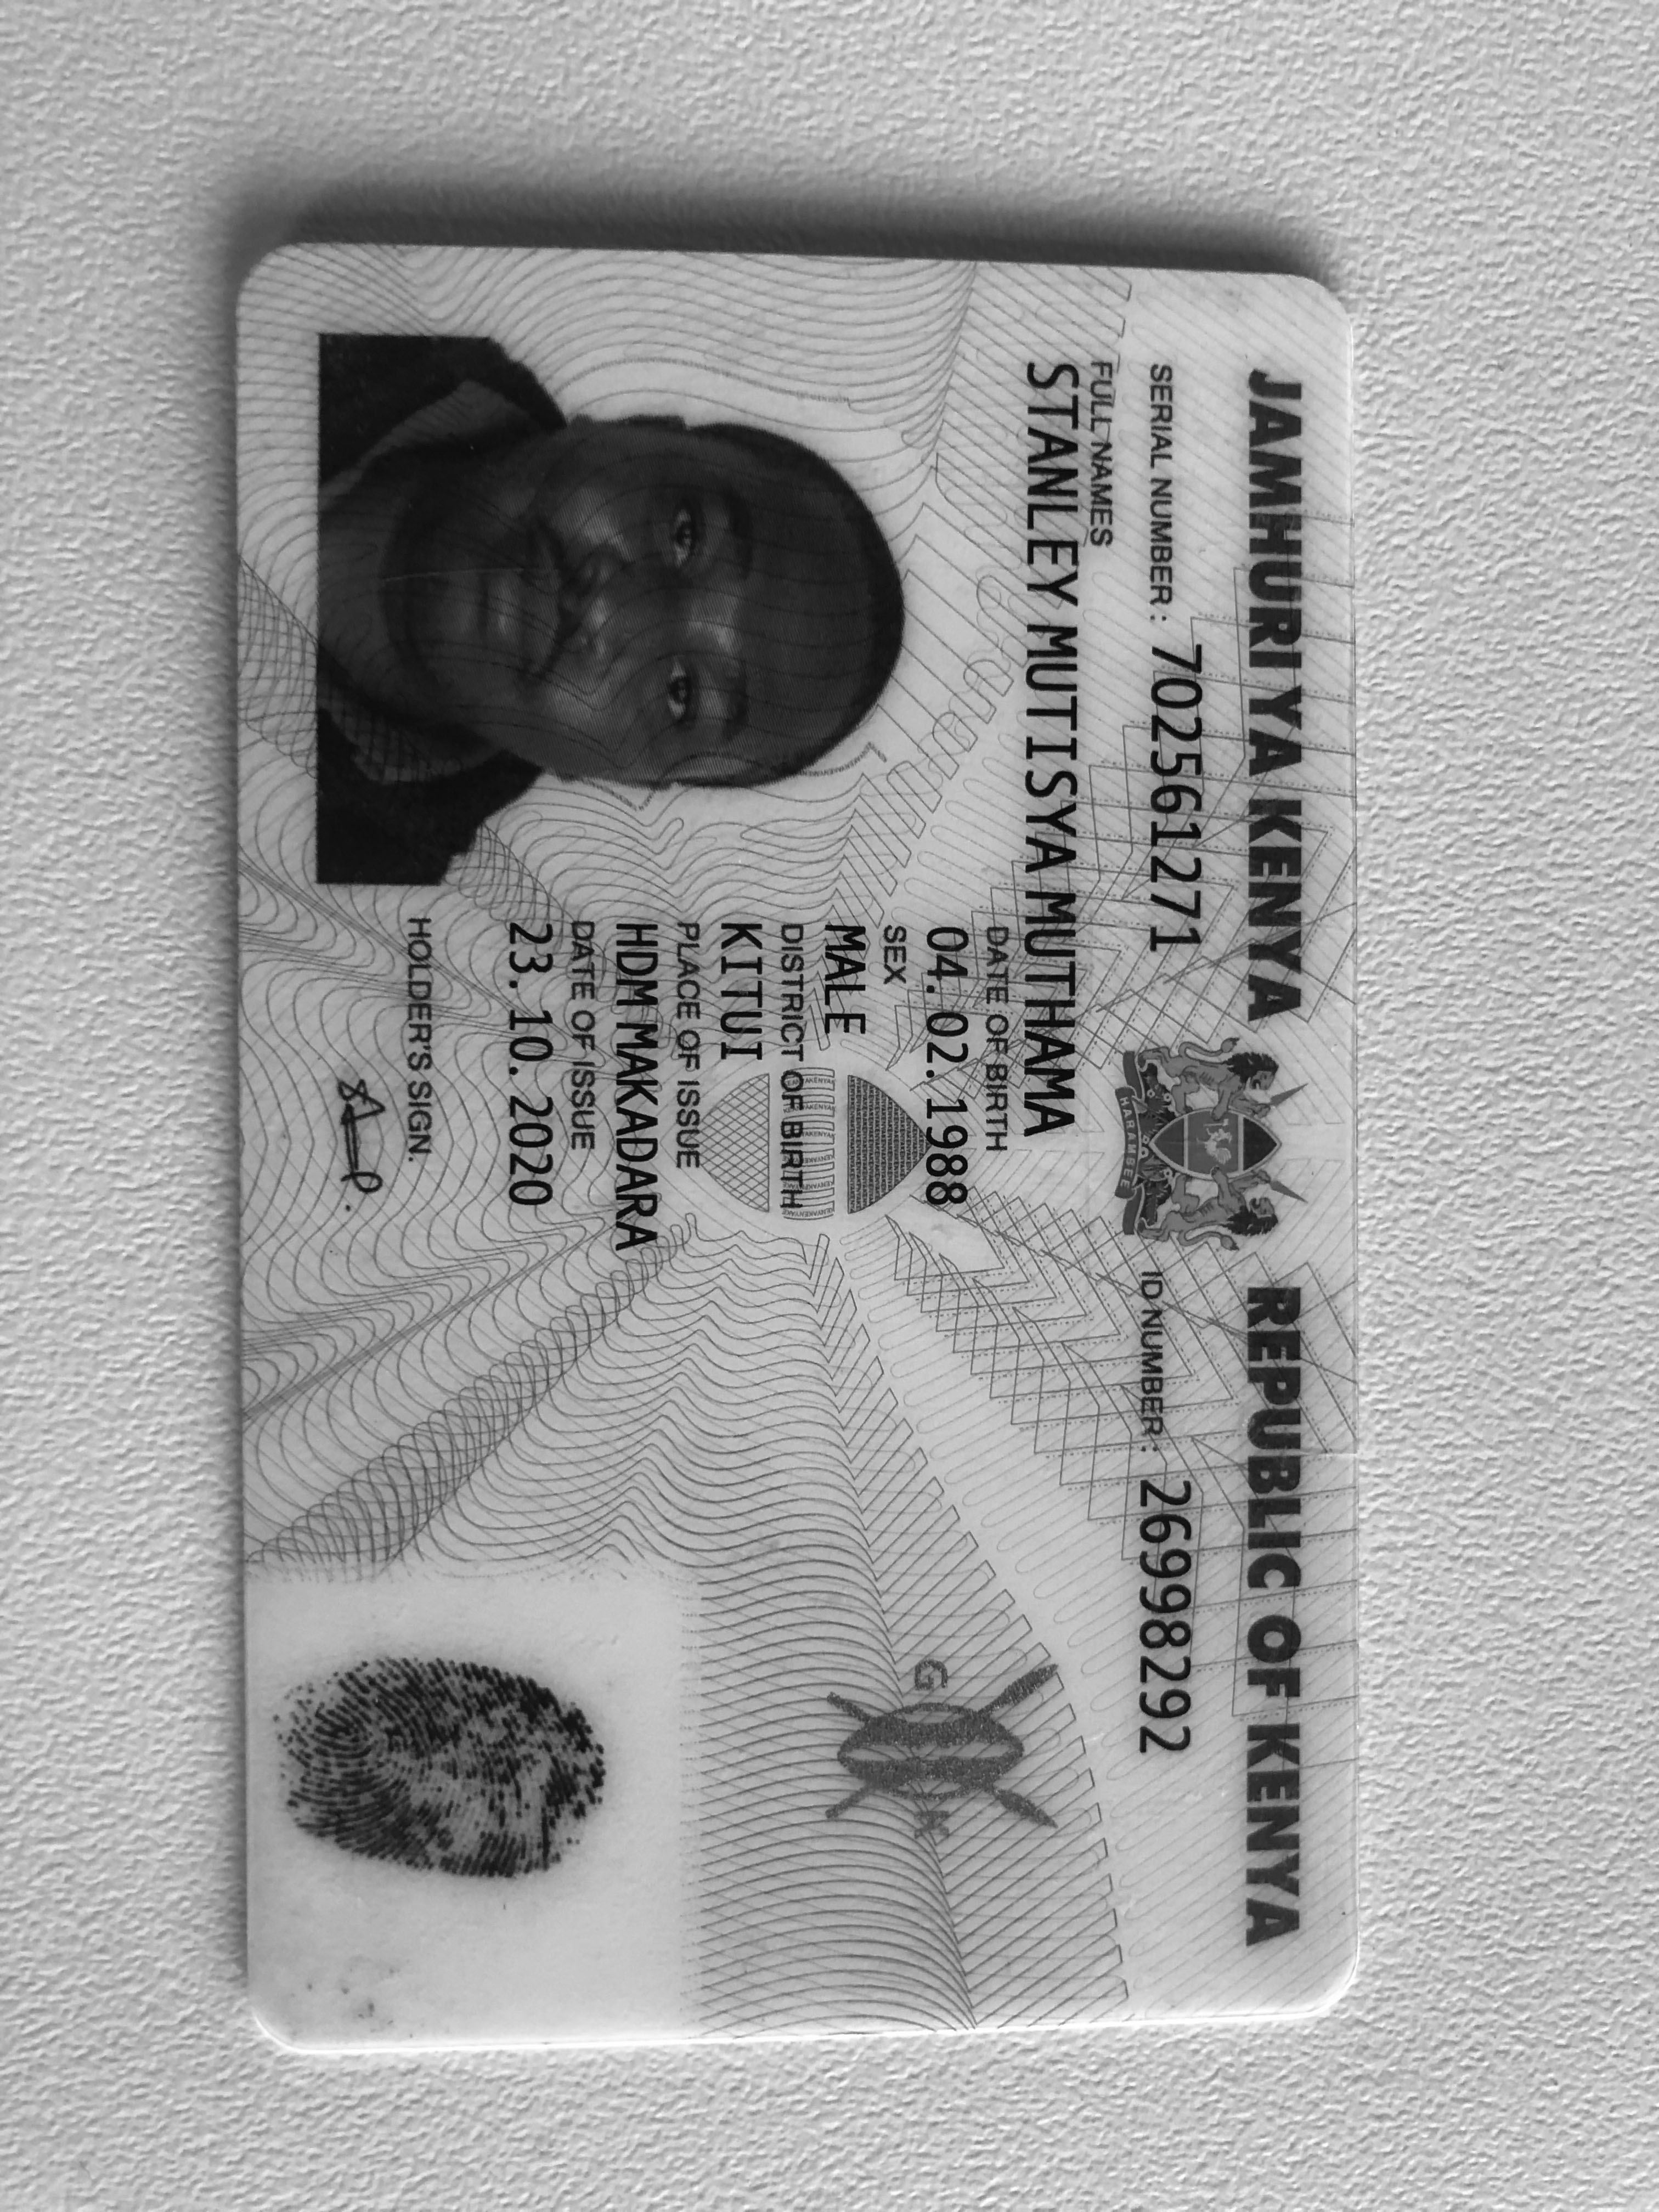 JAMHURI YA KENYA REPUBLIC OF KENYA
SERIAL NUMBER : 702561271 ID NUMBER : 26998292
HARAMBEE
FULL NAMES
STANLEY MUTISYA MUTHAMA
DATE OF BIRTH
04. 02. 1988
SEX
MALE
G K
DISTRICT OF BIRTH
KITUI
PLACE OF ISSUE
HDM MAKADARA
DATE OF ISSUE
23. 10. 2020
HOLDER'S SIGN.